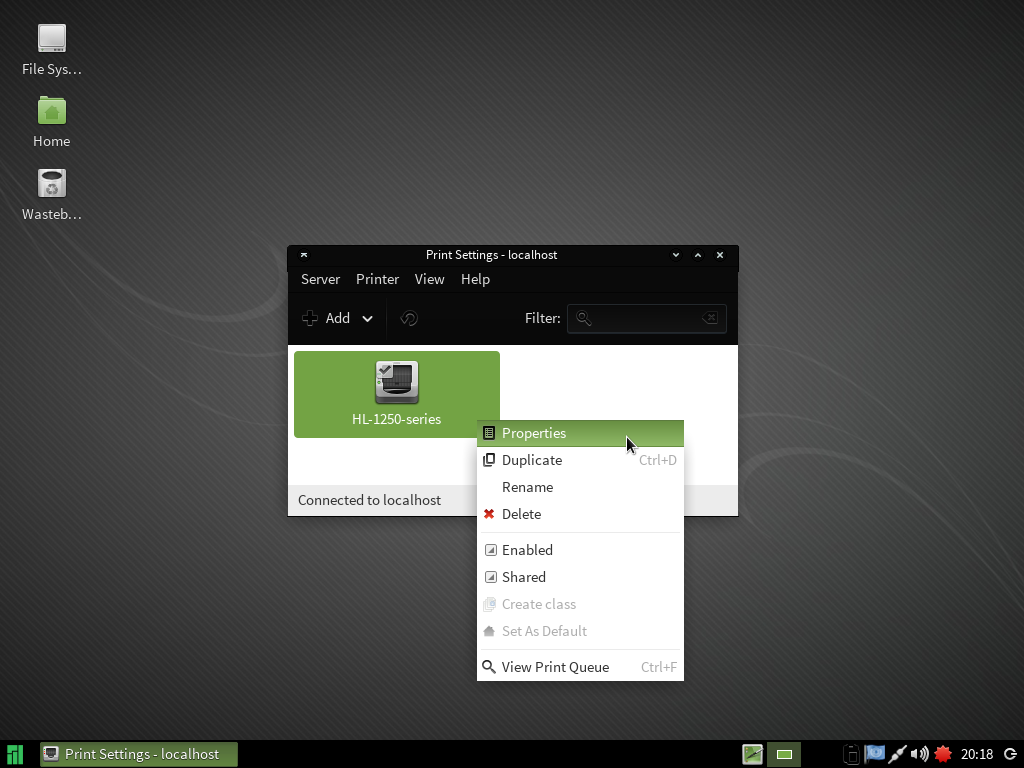 File Sys...
Home
Wasteb...
Print Settings - localhost
Server Printer View Help
Add Filter:
HL-1250-series
Properties
Duplicate Ctrl+D
Rename
Delete
Connected to localhost
Enabled
Shared
Create class
Set As Default
View Print Queue Ctrl+F
Print Settings - localhost 20:18